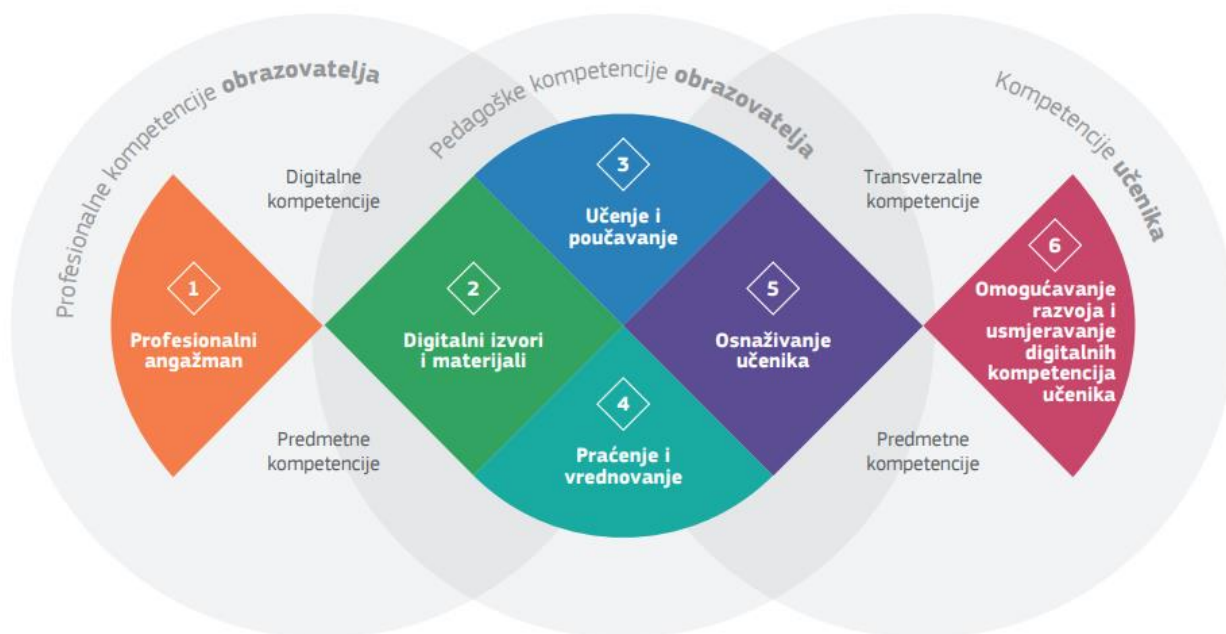 Profesionalne kompetencije obrazovatelja
Pedagoške kompetencije obrazovatelja
Kompetencije učenika
Digitalne
kompetencije
Transverzalne
kompetencije
1
Profesionalni
angažman
2
Digitalni izvori
i materijali
3
Učenje i
poučavanje
4
Praćenje i
vrednovanje
5
Osnaživanje
učenika
6
Omogućavanje
razvoja i
usmjeravanje
digitalnih
kompetencija
učenika
Predmetne
kompetencije
Predmetne
kompetencije